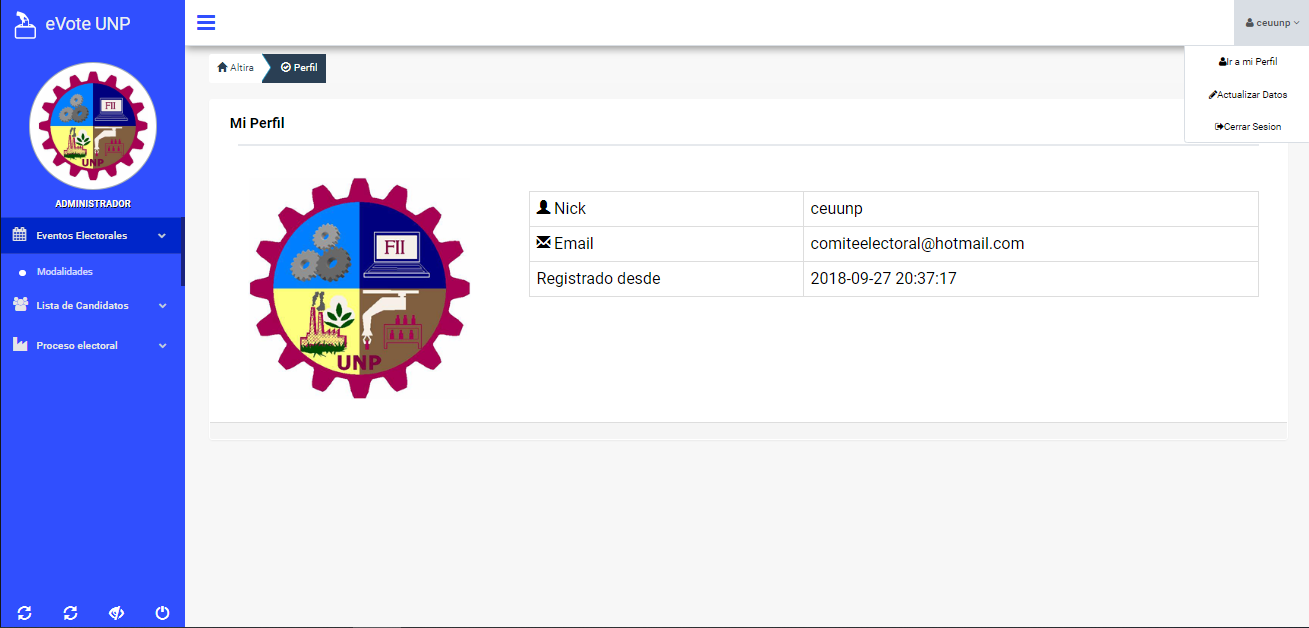 eVote UNP
ceuunp
Ir a mi Perfil
Actualizar Datos
Cerrar Sesion
Altira
Perfil
FII
UNP
ADMINISTRADOR
Eventos Electorales
Modalidades
Lista de Candidatos
Proceso electoral
Mi Perfil
FII
UNP
Nick ceuunp
Email comiteelectoral@hotmail.com
Registrado desde 2018-09-27 20:37:17